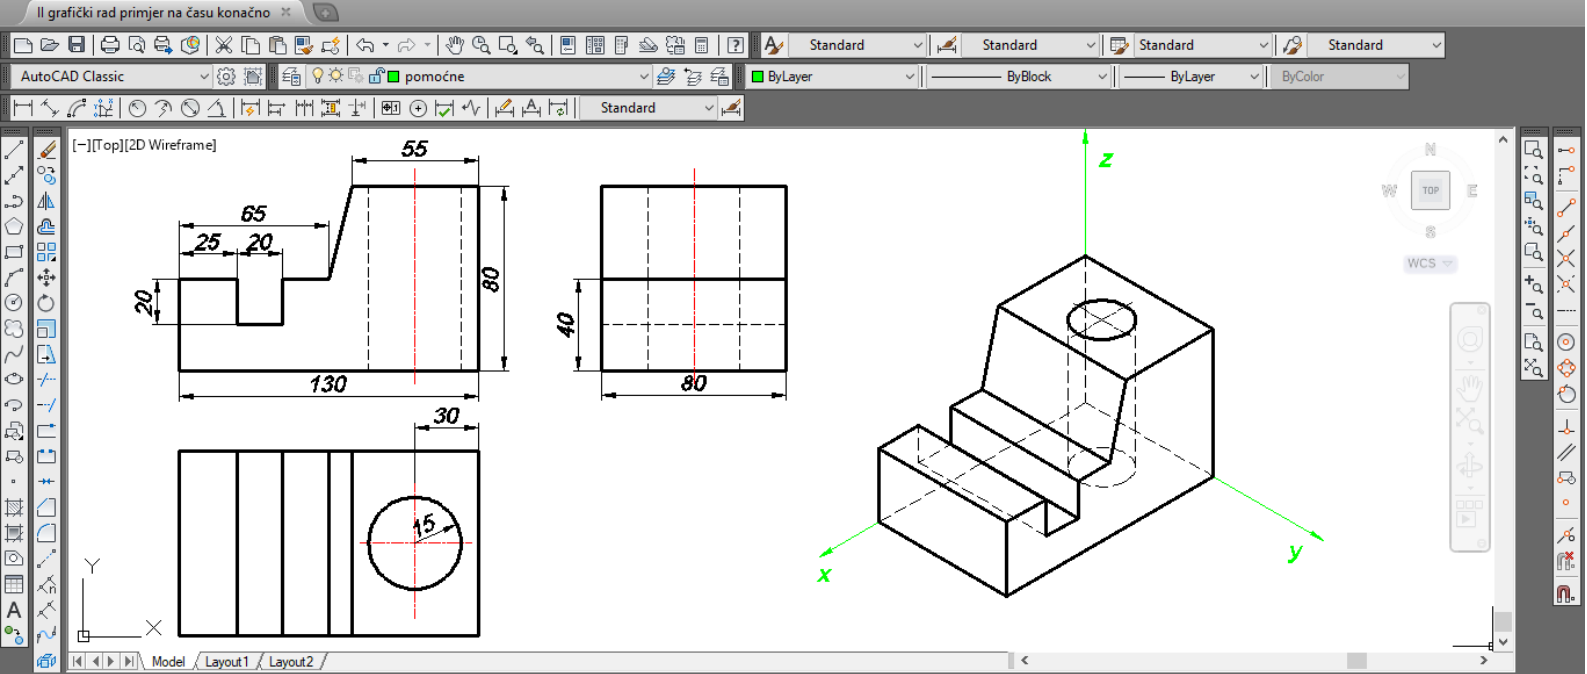 II grafički rad primjer na času konačno
Standard
Standard
Standard
Standard
AutoCAD Classic
pomoćne
ByLayer
ByBlock
ByLayer
ByColor
Standard
[−][Top][2D Wireframe]
55
65
25
20
20
80
130
40
80
30
15
z
x
y
N
W
TOP
E
S
WCS
Y
X
A
Model
Layout1
Layout2